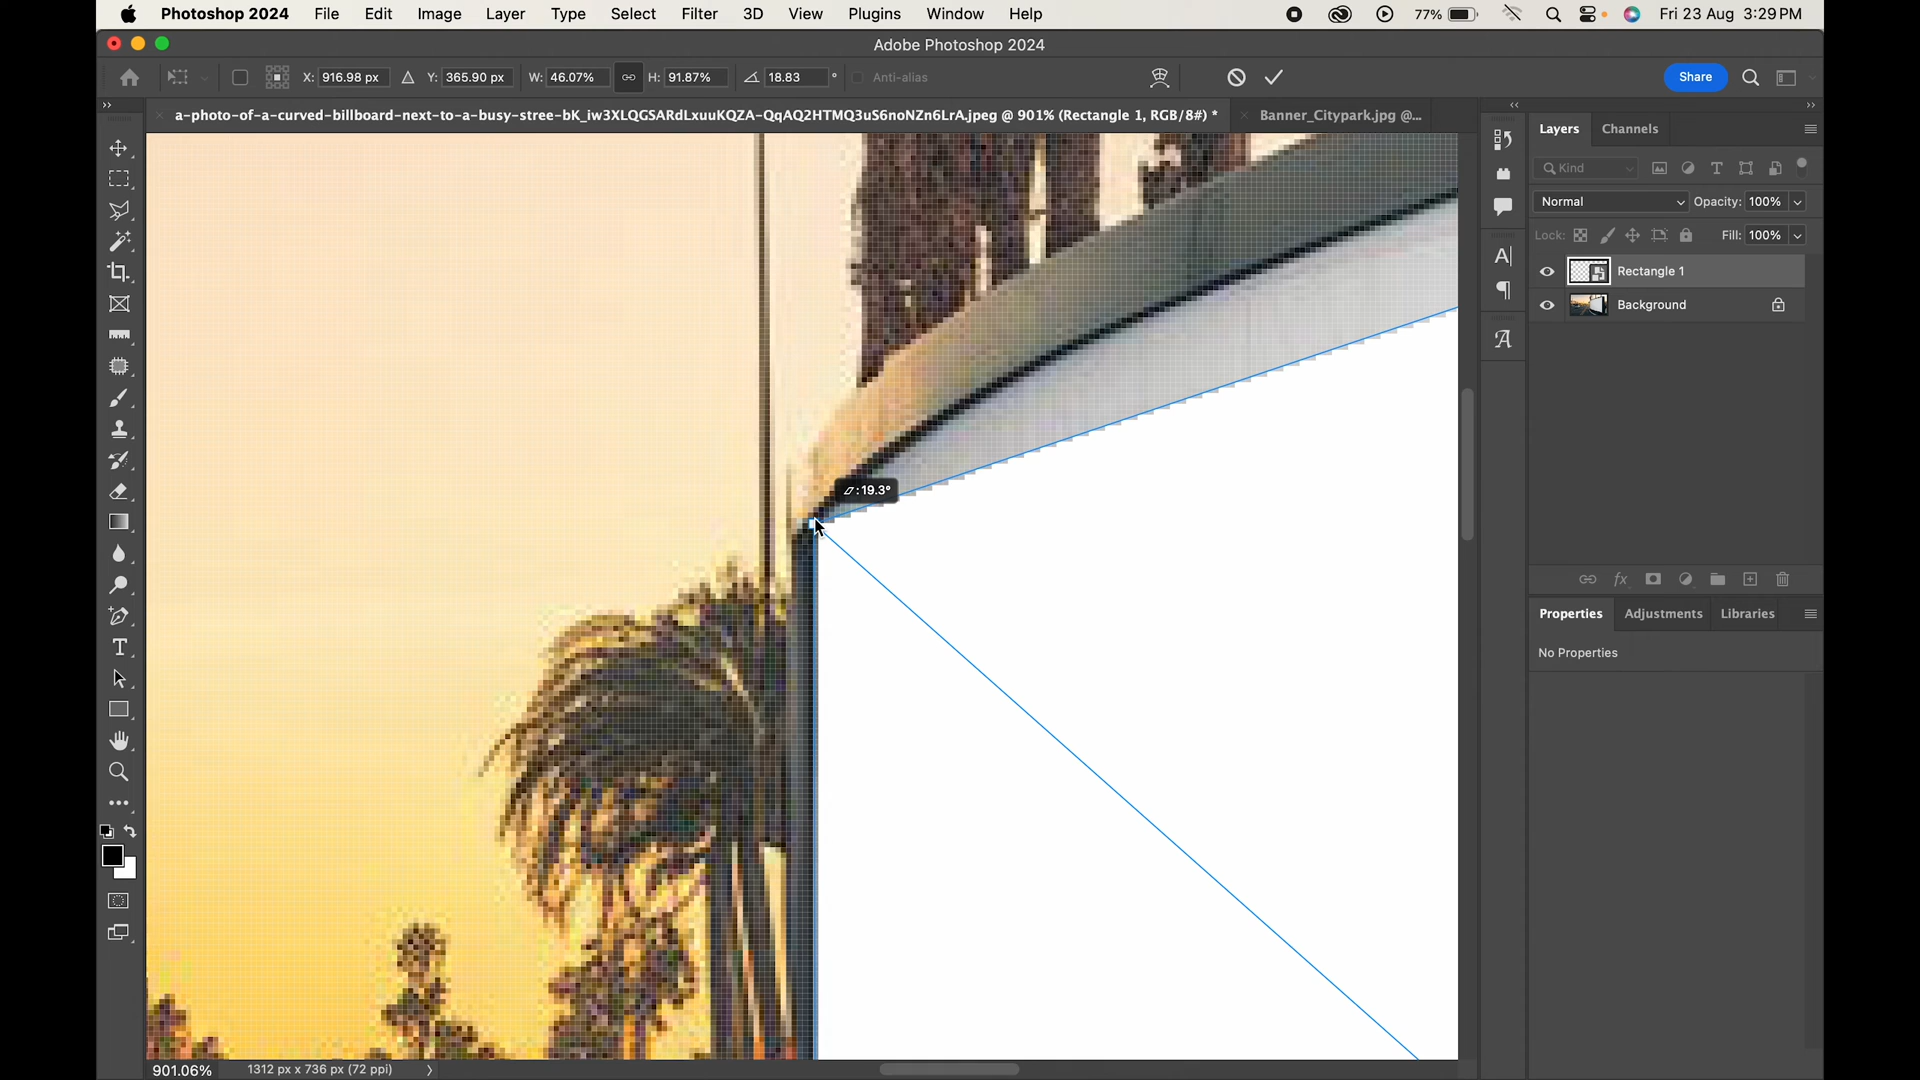 Photoshop 2024 File Edit Image Layer Type Select Filter 3D View Plugins Window Help 77% Fri 23 Aug 3:29 PM
Adobe Photoshop 2024
X: 916.98 px Y: 365.90 px W: 46.07% H: 91.87% 18.83 ° Anti-alias Share
a-photo-of-a-curved-billboard-next-to-a-busy-stree-bK_iw3XLQGSARdLxuuKQZA-QqAQ2HTMQ3uS6noNZn6LrA.jpeg @ 901% (Rectangle 1, RGB/8#) * Banner_Citypark.jpg @...
Layers Channels
Kind
Normal Opacity: 100%
Lock: Fill: 100%
Rectangle 1
Background
:19.3°
Properties Adjustments Libraries
No Properties
901.06% 1312 px x 736 px (72 ppi)